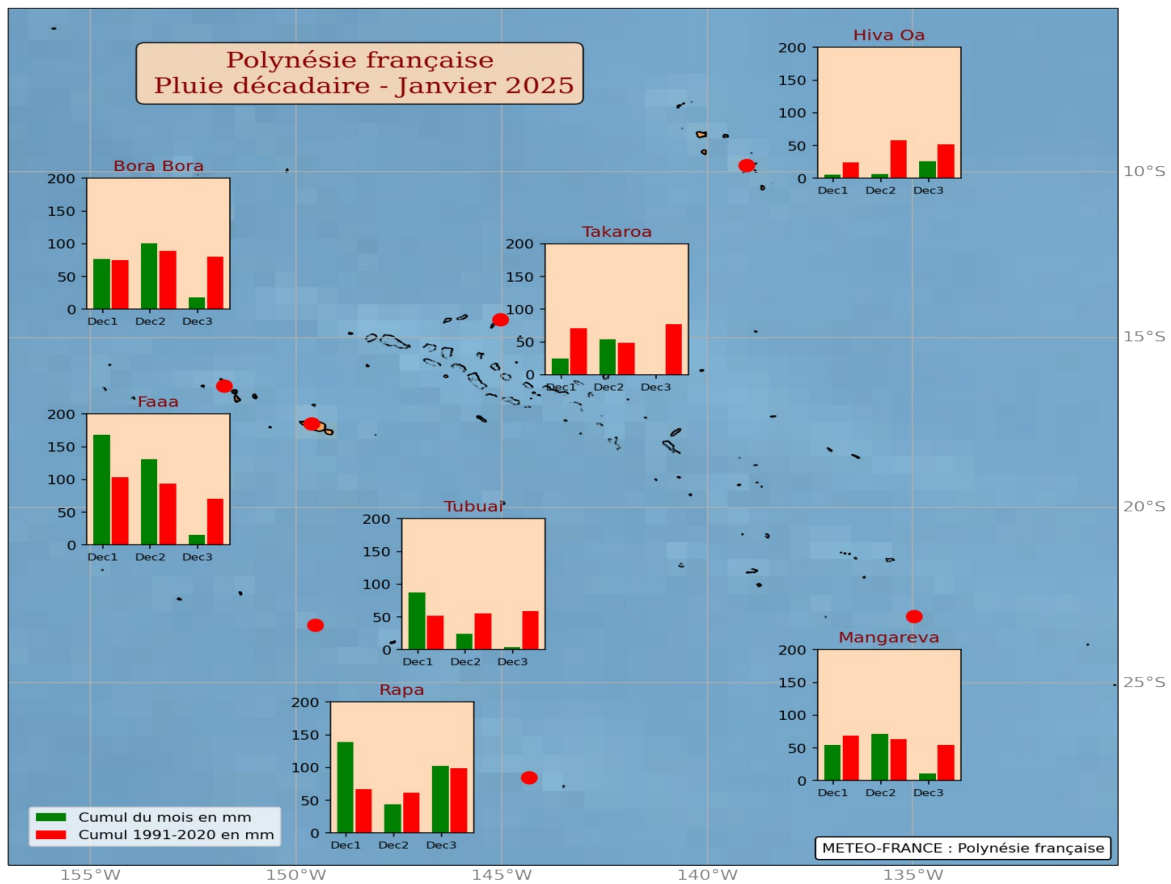 Polynésie française
Pluie décadaire - Janvier 2025
Hiva Oa
200
150
100
50
0
Dec1 Dec2 Dec3
10°S
Bora Bora
200
150
100
50
0
Dec1 Dec2 Dec3
Takaroa
200
150
100
50
0
Dec1 Dec2 Dec3
15°S
Faaa
200
150
100
50
0
Dec1 Dec2 Dec3
20°S
Tubuai
200
150
100
50
0
Dec1 Dec2 Dec3
Mangareva
200
150
100
50
0
Dec1 Dec2 Dec3
25°S
Rapa
200
150
100
50
0
Dec1 Dec2 Dec3
Cumul du mois en mm
Cumul 1991-2020 en mm
METEO-FRANCE : Polynésie française
155°W 150°W 145°W 140°W 135°W